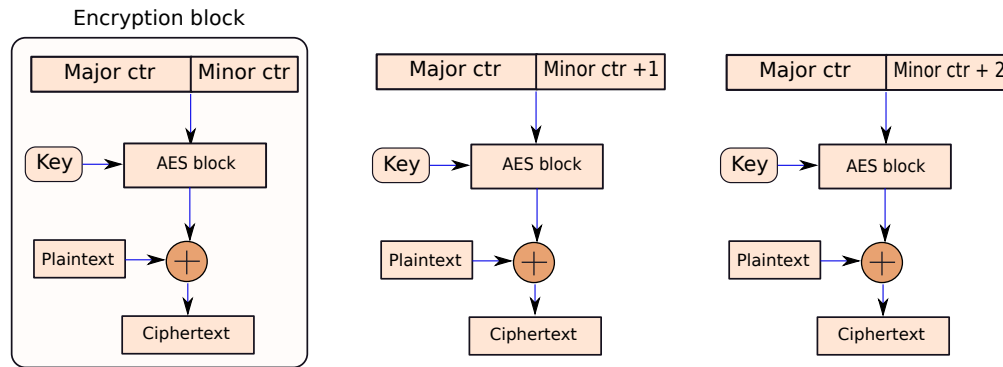 Encryption block
Major ctr Minor ctr
Key
AES block
Plaintext
Ciphertext
Major ctr Minor ctr +1
Key
AES block
Plaintext
Ciphertext
Major ctr Minor ctr + 2
Key
AES block
Plaintext
Ciphertext